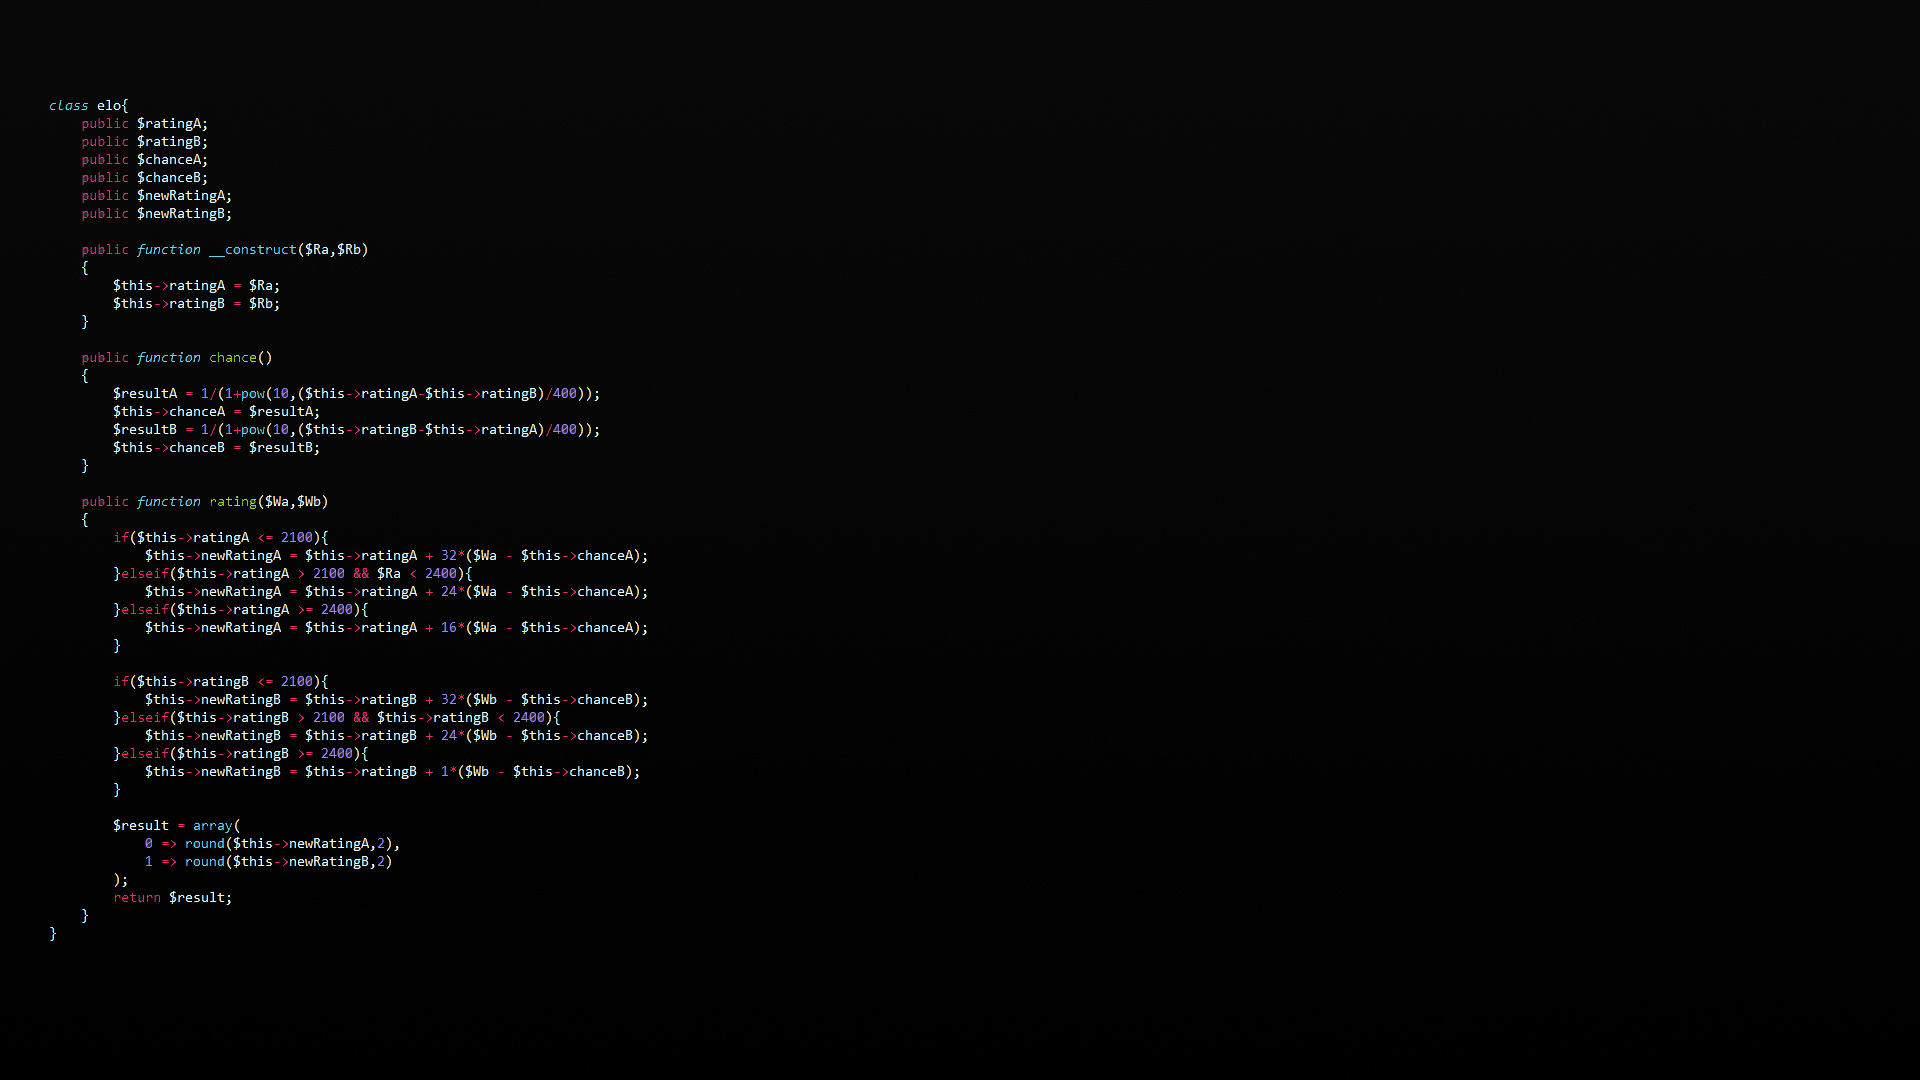 class elo{
public $ratingA;
public $ratingB;
public $chanceA;
public $chanceB;
public $newRatingA;
public $newRatingB;
public function __construct($Ra,$Rb)
{
$this->ratingA = $Ra;
$this->ratingB = $Rb;
}
public function chance()
{
$resultA = 1/(1+pow(10,($this->ratingA-$this->ratingB)/400));
$this->chanceA = $resultA;
$resultB = 1/(1+pow(10,($this->ratingB-$this->ratingA)/400));
$this->chanceB = $resultB;
}
public function rating($Wa,$Wb)
{
if($this->ratingA <= 2100){
$this->newRatingA = $this->ratingA + 32*($Wa - $this->chanceA);
}elseif($this->ratingA > 2100 && $Ra < 2400){
$this->newRatingA = $this->ratingA + 24*($Wa - $this->chanceA);
}elseif($this->ratingA >= 2400){
$this->newRatingA = $this->ratingA + 16*($Wa - $this->chanceA);
}
if($this->ratingB <= 2100){
$this->newRatingB = $this->ratingB + 32*($Wb - $this->chanceB);
}elseif($this->ratingB > 2100 && $this->ratingB < 2400){
$this->newRatingB = $this->ratingB + 24*($Wb - $this->chanceB);
}elseif($this->ratingB >= 2400){
$this->newRatingB = $this->ratingB + 1*($Wb - $this->chanceB);
}
$result = array(
0 => round($this->newRatingA,2),
1 => round($this->newRatingB,2)
);
return $result;
}
}